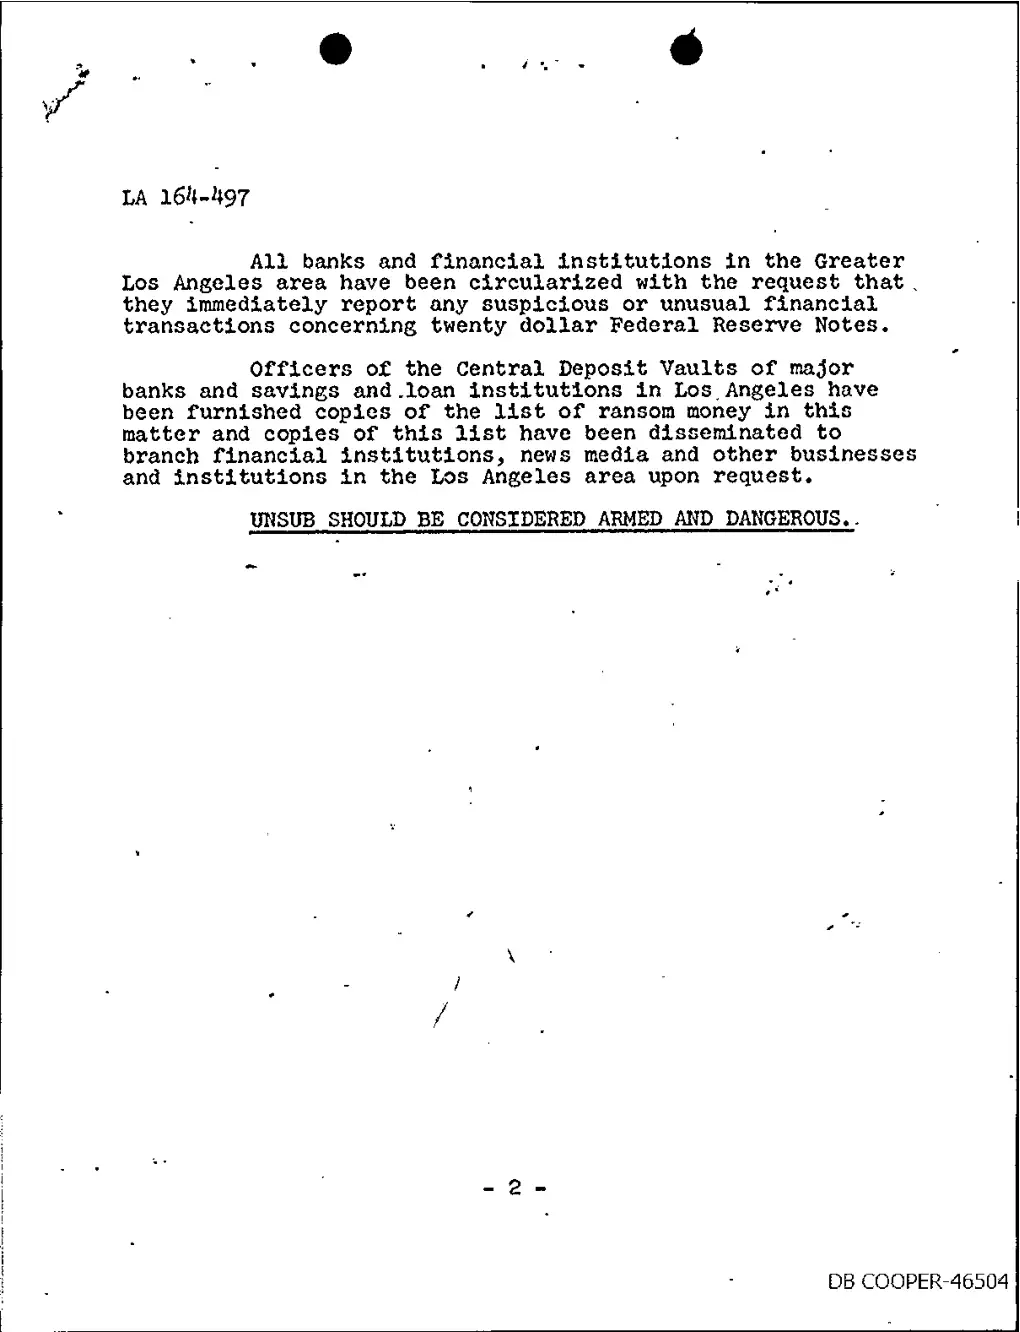 LA 164-497
All banks and financial institutions in the Greater
Los Angeles area have been circularized with the request that
they immediately report any suspicious or unusual financial
transactions concerning twenty dollar Federal Reserve Notes.
Officers of the Central Deposit Vaults of major
banks and savings and loan institutions in Los Angeles have
been furnished copies of the list of ransom money in this
matter and copies of this list have been disseminated to
branch financial institutions, news media and other businesses
and institutions in the Los Angeles area upon request.
UNSUB SHOULD BE CONSIDERED ARMED AND DANGEROUS.
- 2 -
DB COOPER-46504